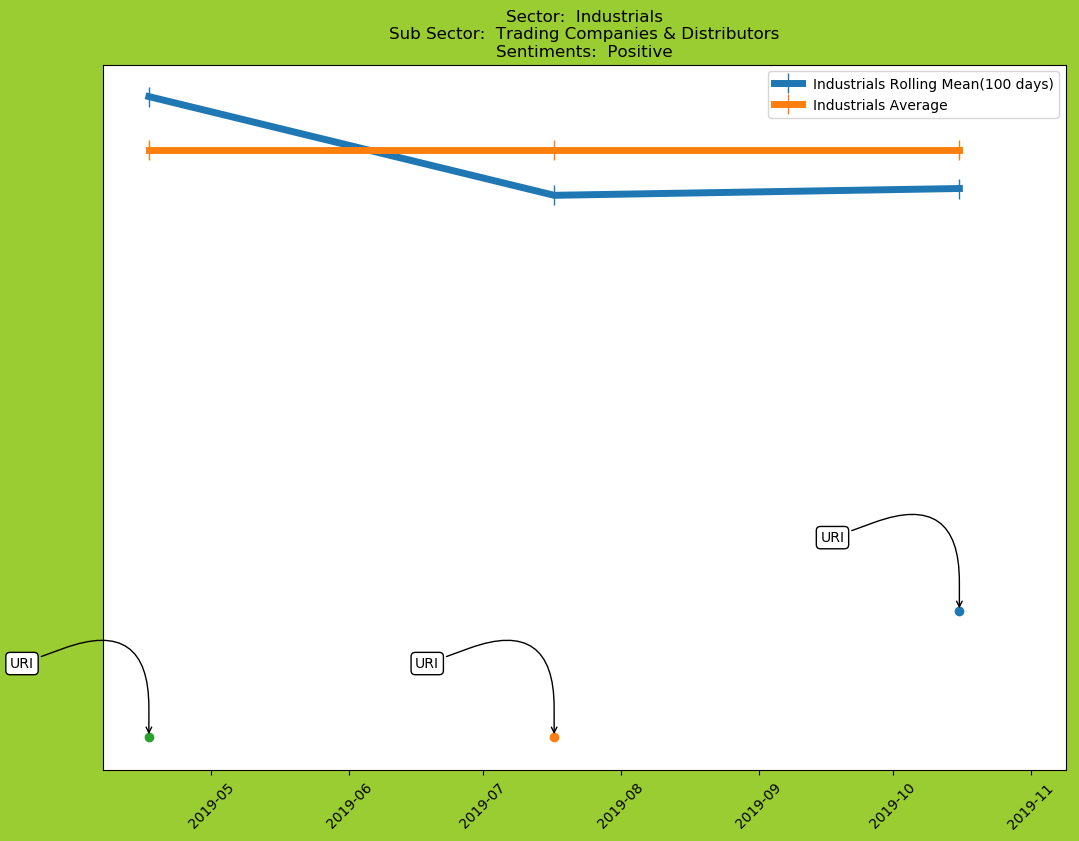 Sector:  Industrials
Sub Sector:  Trading Companies & Distributors
Sentiments:  Positive
Industrials Rolling Mean(100 days)
Industrials Average
URI
URI
URI
2019-05
2019-06
2019-07
2019-08
2019-09
2019-10
2019-11